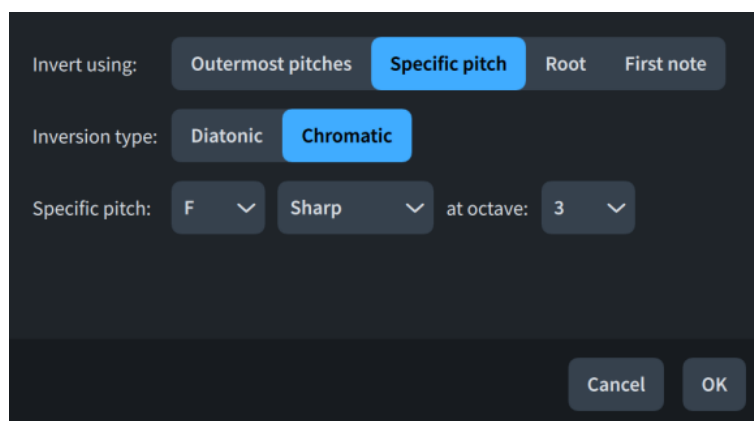 Invert using: Outermost pitches Specific pitch Root First note
Inversion type: Diatonic Chromatic
Specific pitch: F Sharp at octave: 3
Cancel OK